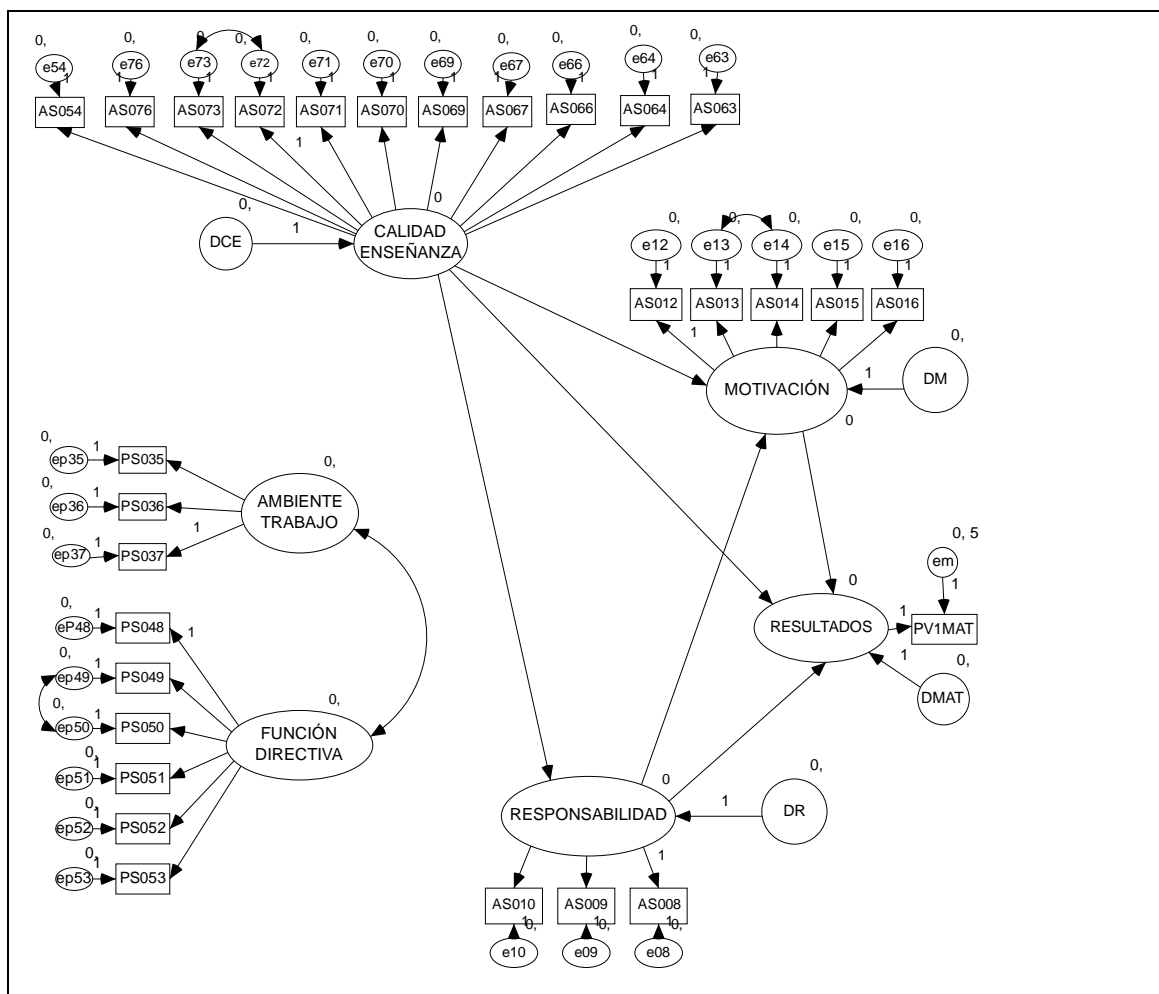 0, 0, 0, 0, 0, 0, 0, 0, 0, 0, 0,
e54 e76 e73 e72 e71 e70 e69 e67 e66 e64 e63
1 1 1 1 1 1 1 1 1 1 1
AS054 AS076 AS073 AS072 AS071 AS070 AS069 AS067 AS066 AS064 AS063
1
0, 0
DCE 1 CALIDAD
ENSEÑANZA
0, 0, 0, 0, 0,
e12 e13 e14 e15 e16
1 1 1 1 1
AS012 AS013 AS014 AS015 AS016
1
0,
MOTIVACIÓN 1 DM
0
0, 0,
ep35 1 PS035
0,
ep36 1 PS036
AMBIENTE
TRABAJO
0, 1
ep37 1 PS037
0, 5
em
1
0
RESULTADOS 1 PV1MAT
1 0,
DMAT
0,
eP48 1 PS048 1
0,
ep49 1 PS049
0, 0,
ep50 1 PS050
FUNCIÓN
DIRECTIVA
0,
ep51 1 PS051
0,
ep52 1 PS052
0,
ep53 1 PS053
0 0,
RESPONSABILIDAD 1 DR
1
AS010 AS009 AS008
1 0, 1 0, 1 0,
e10 e09 e08